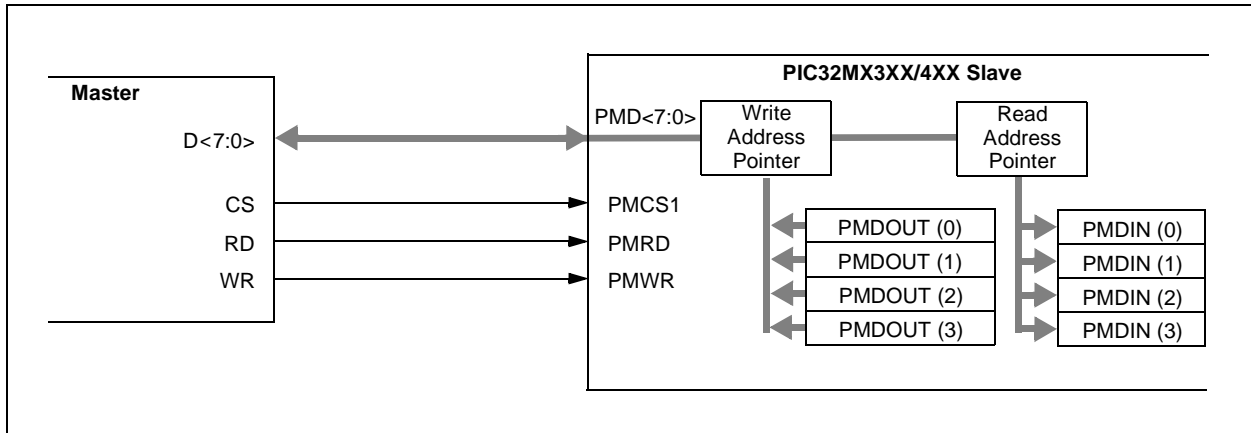 PIC32MX3XX/4XX Slave
Master
D<7:0>
PMD<7:0>
Write
Address
Pointer
Read
Address
Pointer
CS
PMCS1
RD
PMRD
WR
PMWR
PMDOUT (0)
PMDOUT (1)
PMDOUT (2)
PMDOUT (3)
PMDIN (0)
PMDIN (1)
PMDIN (2)
PMDIN (3)